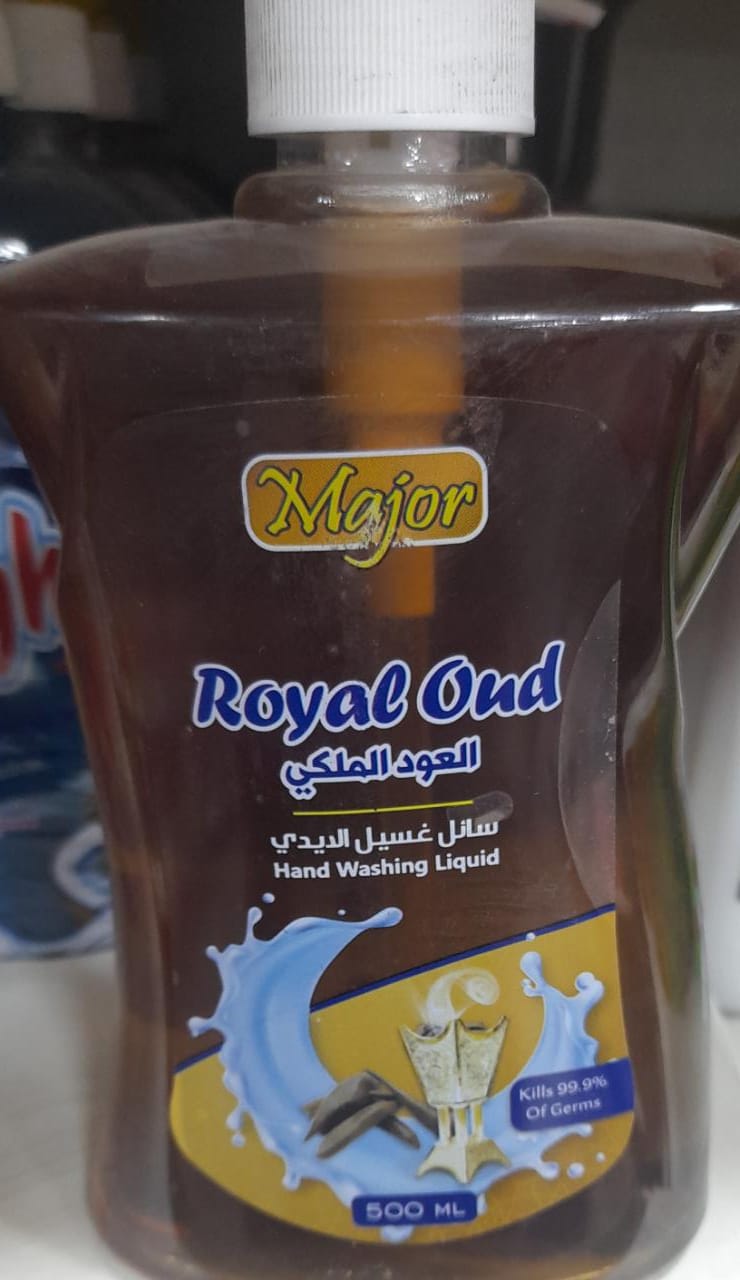 Major
Royal Oud
العود الملكي
سائل غسيل الايدي
Hand Washing Liquid
Kills 99.9%
Of Germs
500 ML